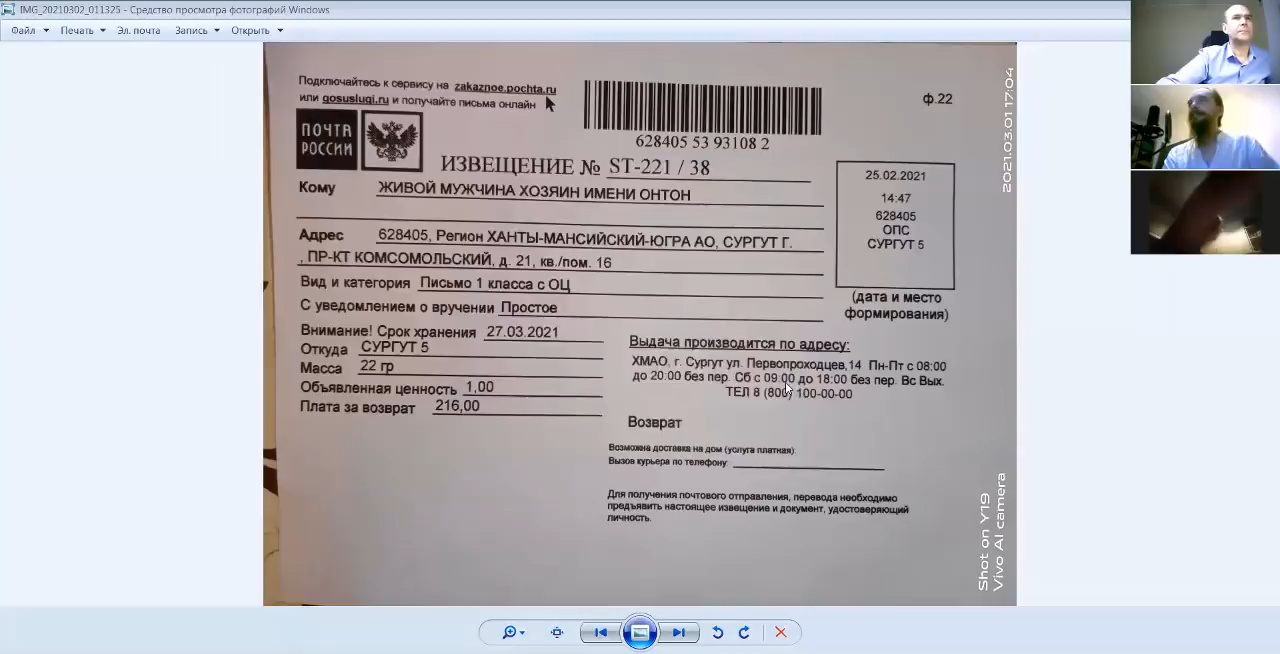 IMG_20210302_011325 - Средство просмотра фотографий Windows
Файл Печать Эл. почта Запись Открыть
Подключайтесь к сервису на zakaznoe.pochta.ru
или gosuslugi.ru и получайте письма онлайн
ПОЧТА
РОССИИ
628405 53 93108 2
ф.22
2021.03.01 17:04
ИЗВЕЩЕНИЕ № ST-221 / 38
Кому ЖИВОЙ МУЖЧИНА ХОЗЯИН ИМЕНИ ОНТОН
25.02.2021
14:47
628405
ОПС
СУРГУТ 5
(дата и место
формирования)
Адрес 628405, Регион ХАНТЫ-МАНСИЙСКИЙ-ЮГРА АО, СУРГУТ Г.
, ПР-КТ КОМСОМОЛЬСКИЙ, д. 21, кв./пом. 16
Вид и категория Письмо 1 класса с ОЦ
С уведомлением о вручении Простое
Внимание! Срок хранения 27.03.2021
Откуда СУРГУТ 5
Масса 22 гр
Объявленная ценность 1,00
Плата за возврат 216,00
Выдача производится по адресу:
ХМАО, г. Сургут ул. Первопроходцев,14 Пн-Пт с 08:00
до 20:00 без пер. Сб с 09:00 до 18:00 без пер. Вс Вых.
ТЕЛ 8 (800) 100-00-00
Возврат
Возможна доставка на дом (услуга платная)
Вызов курьера по телефону:
Для получения почтового отправления, перевода необходимо
предъявить настоящее извещение и документ, удостоверяющий
личность.
Shot on Y19
Vivo AI camera